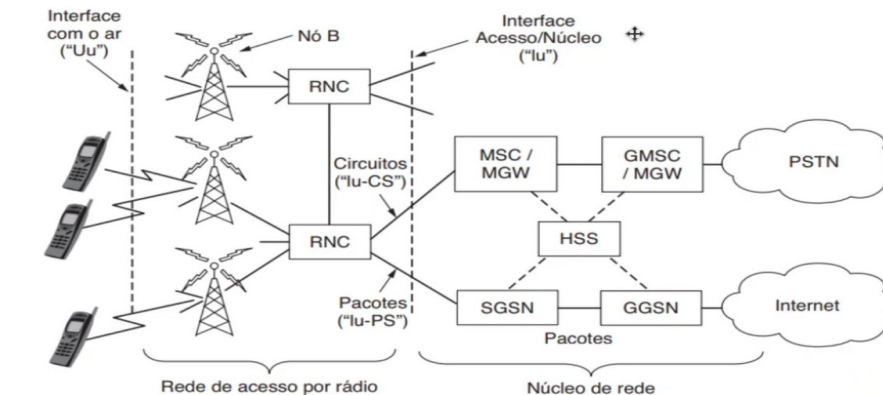 Interface
com o ar
("Uu")
Nó B
Interface
Acesso/Núcleo
("lu")
RNC
Circuitos
("lu-CS")
MSC /
MGW
GMSC
/ MGW
PSTN
HSS
RNC
Pacotes
("lu-PS")
SGSN
GGSN
Internet
Pacotes
Rede de acesso por rádio
Núcleo de rede